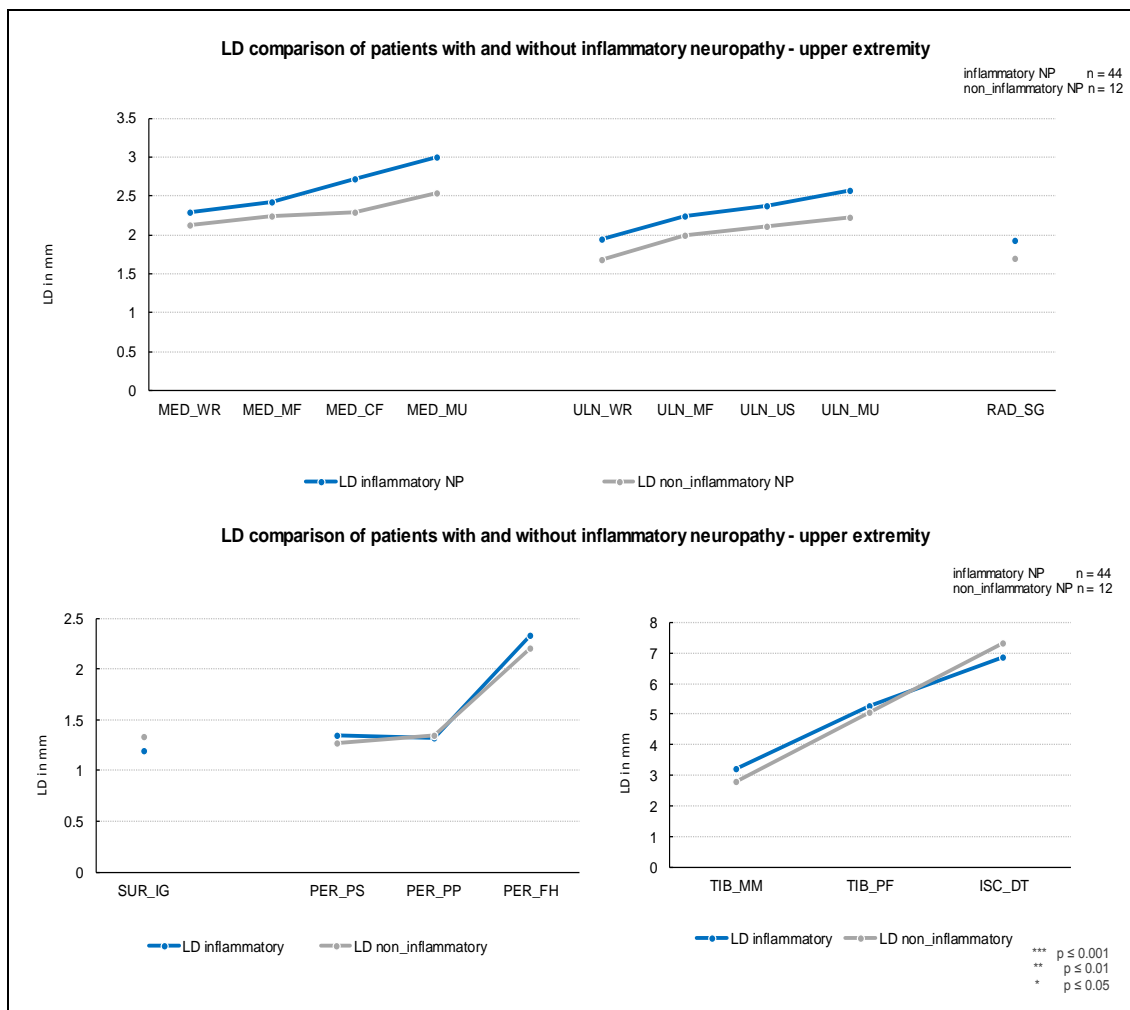 LD comparison of patients with and without inflammatory neuropathy - upper extremity
inflammatory NP n = 44
non_inflammatory NP n = 12
3.5
3
2.5
2
1.5
1
0.5
0
LD in mm
MED_WR MED_MF MED_CF MED_MU ULN_WR ULN_MF ULN_US ULN_MU RAD_SG
LD inflammatory NP LD non_inflammatory NP
LD comparison of patients with and without inflammatory neuropathy - upper extremity
inflammatory NP n = 44
non_inflammatory NP n = 12
2.5
2
1.5
1
0.5
0
LD in mm
SUR_IG PER_PS PER_PP PER_FH
LD inflammatory LD non_inflammatory
8
7
6
5
4
3
2
1
0
LD in mm
TIB_MM TIB_PF ISC_DT
LD inflammatory LD non_inflammatory
*** p ≤ 0.001
** p ≤ 0.01
* p ≤ 0.05